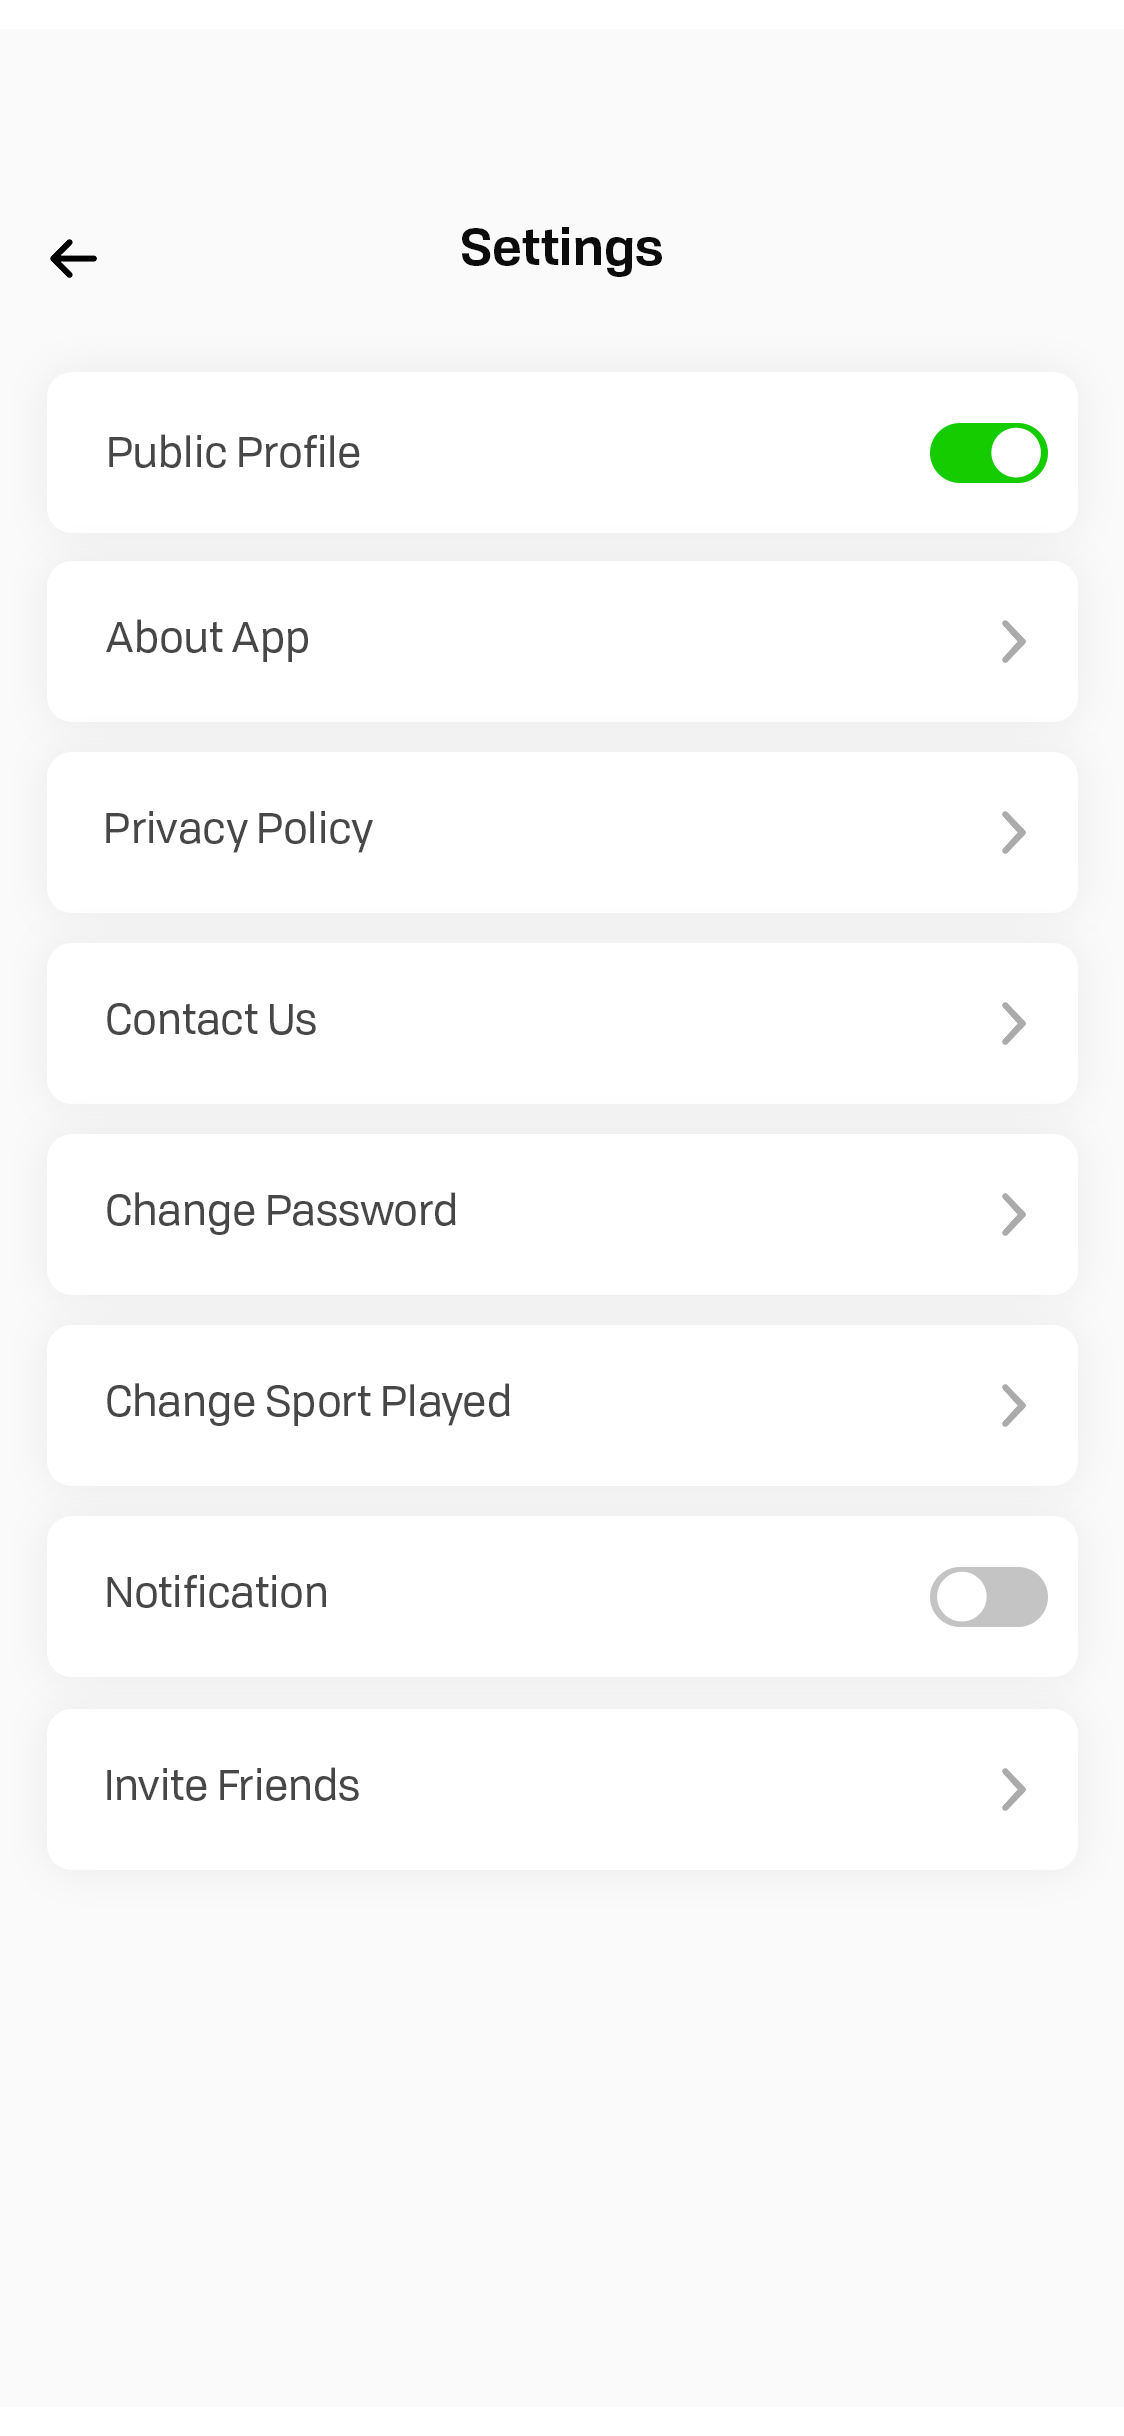 Settings
Public Profile
About App
Privacy Policy
Contact Us
Change Password
Change Sport Played
Notification
Invite Friends